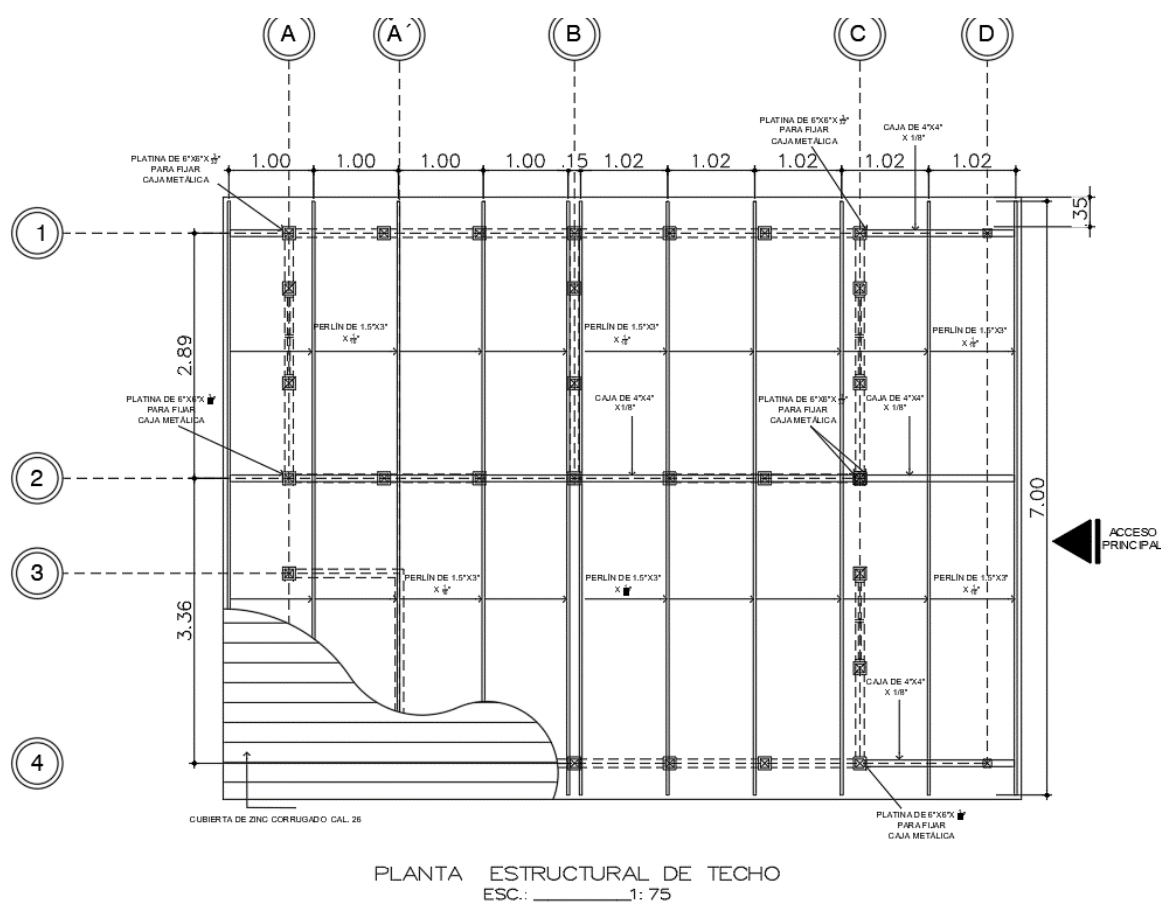 A
A´
B
C
D
PLATINA DE 6"X6"X
PARA FIJAR
CAJA METÁLICA
CAJA DE 4"X4"
X 1/8"
PLATINA DE 6"X6"X
PARA FIJAR
CAJA METÁLICA
1.00
1.00
1.00
1.00
.15
1.02
1.02
1.02
1.02
1.02
1
.35
PERLÍN DE 1.5"X3"
X
PERLÍN DE 1.5"X3"
X
PERLÍN DE 1.5"X3"
X
2.89
PLATINA DE 6"X6"X
PARA FIJAR
CAJA METÁLICA
CAJA DE 4"X4"
X1/8"
PLATINA DE 6"X6"X
PARA FIJAR
CAJA METÁLICA
CAJA DE 4"X4"
X 1/8"
2
7.00
ACCESO
PRINCIPAL
3
PERLÍN DE 1.5"X3"
X
PERLÍN DE 1.5"X3"
X
PERLÍN DE 1.5"X3"
X
3.36
CAJA DE 4"X4"
X 1/8"
4
CUBIERTA DE ZINC CORRUGADO CAL. 26
PLATINA DE 6"X6"X
PARA FIJAR
CAJA METÁLICA
PLANTA ESTRUCTURAL DE TECHO
ESC.: __________1: 75